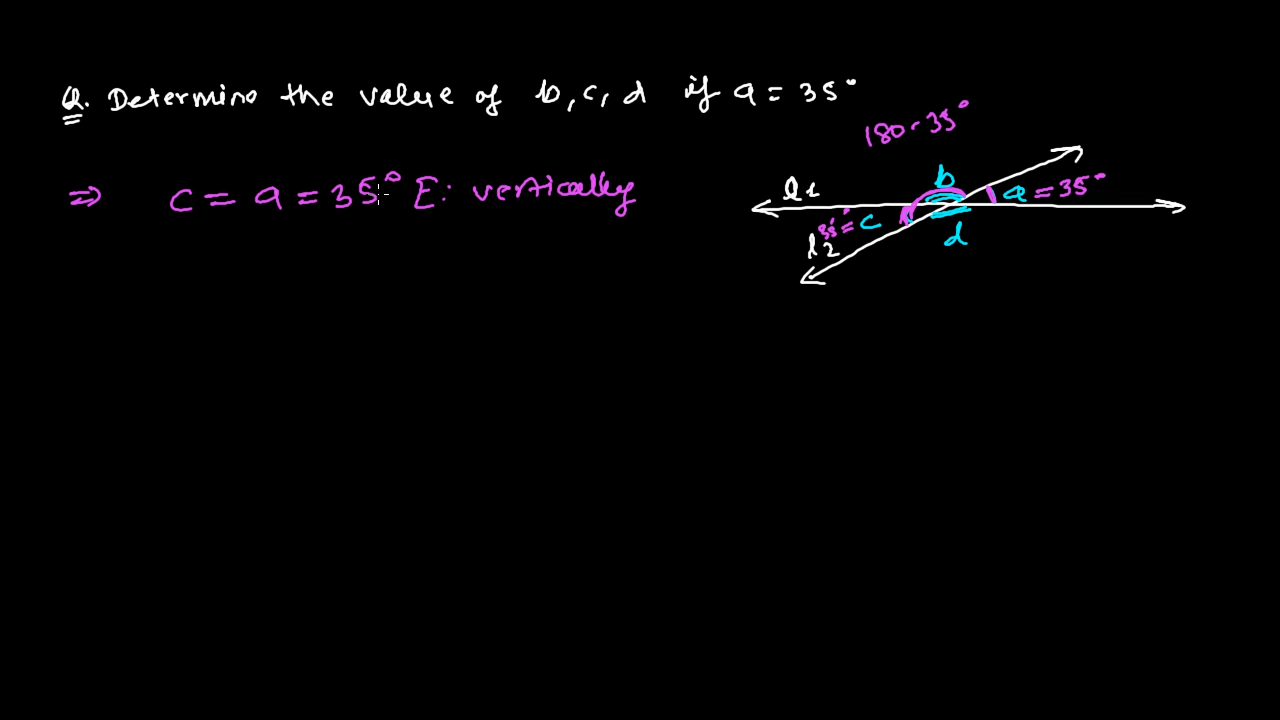 Q. Determine the value of b, c, d if a = 35°
180-35°
⇒ c = a = 35° [∵ vertically
b
l1
a = 35°
35° = c
d
l2